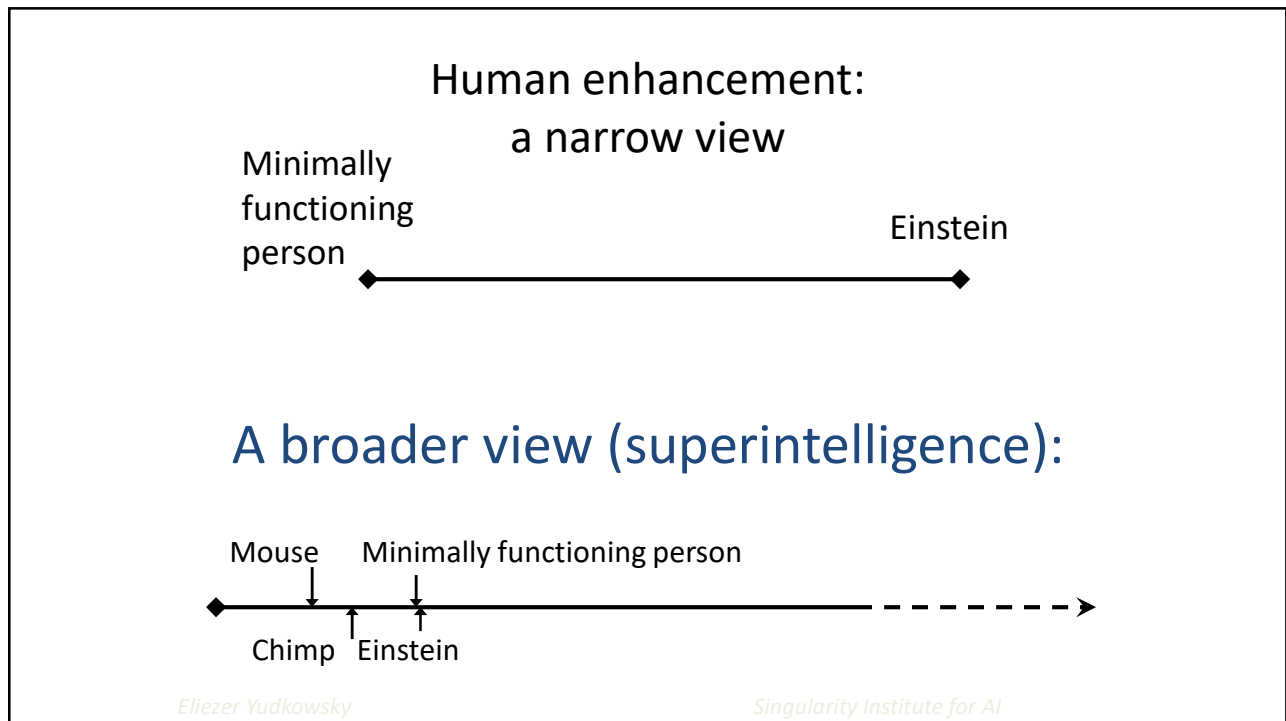 Human enhancement:
a narrow view
Minimally
functioning
person
Einstein
A broader view (superintelligence):
Mouse
Minimally functioning person
Chimp
Einstein
Eliezer Yudkowsky
Singularity Institute for AI